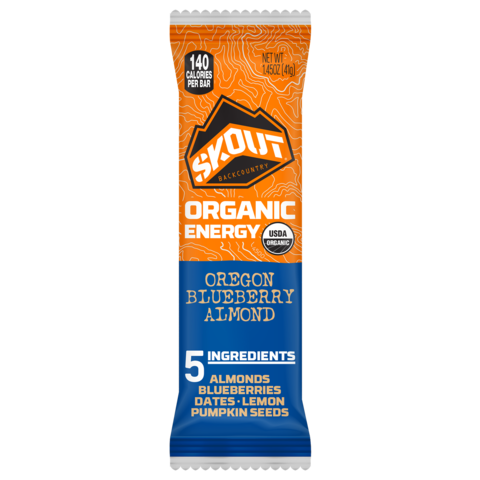 140
CALORIES
PER BAR
NET WT
1.45OZ (41g)
SKOUT
BACKCOUNTRY
ORGANIC
ENERGY
USDA
ORGANIC
OREGON
BLUEBERRY
ALMOND
5 INGREDIENTS
ALMONDS
BLUEBERRIES
DATES · LEMON
PUMPKIN SEEDS